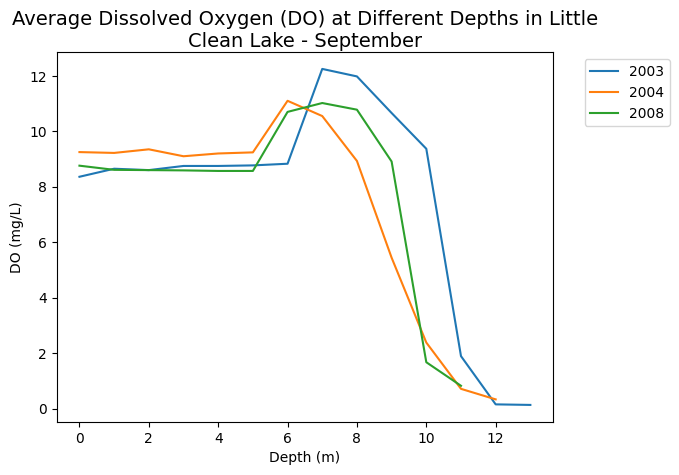 Average Dissolved Oxygen (DO) at Different Depths in Little
Clean Lake - September
2003
2004
2008
12
10
8
6
4
2
0
DO (mg/L)
0 2 4 6 8 10 12
Depth (m)